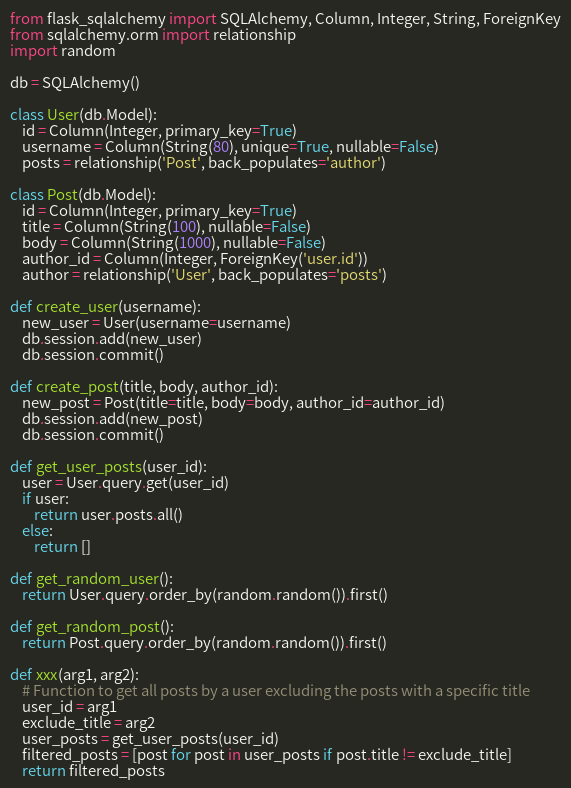 from flask_sqlalchemy import SQLAlchemy, Column, Integer, String, ForeignKey
from sqlalchemy.orm import relationship
import random

db = SQLAlchemy()

class User(db.Model):
    id = Column(Integer, primary_key=True)
    username = Column(String(80), unique=True, nullable=False)
    posts = relationship('Post', back_populates='author')

class Post(db.Model):
    id = Column(Integer, primary_key=True)
    title = Column(String(100), nullable=False)
    body = Column(String(1000), nullable=False)
    author_id = Column(Integer, ForeignKey('user.id'))
    author = relationship('User', back_populates='posts')

def create_user(username):
    new_user = User(username=username)
    db.session.add(new_user)
    db.session.commit()

def create_post(title, body, author_id):
    new_post = Post(title=title, body=body, author_id=author_id)
    db.session.add(new_post)
    db.session.commit()

def get_user_posts(user_id):
    user = User.query.get(user_id)
    if user:
        return user.posts.all()
    else:
        return []

def get_random_user():
    return User.query.order_by(random.random()).first()

def get_random_post():
    return Post.query.order_by(random.random()).first()

def xxx(arg1, arg2):
    # Function to get all posts by a user excluding the posts with a specific title
    user_id = arg1
    exclude_title = arg2
    user_posts = get_user_posts(user_id)
    filtered_posts = [post for post in user_posts if post.title != exclude_title]
    return filtered_posts